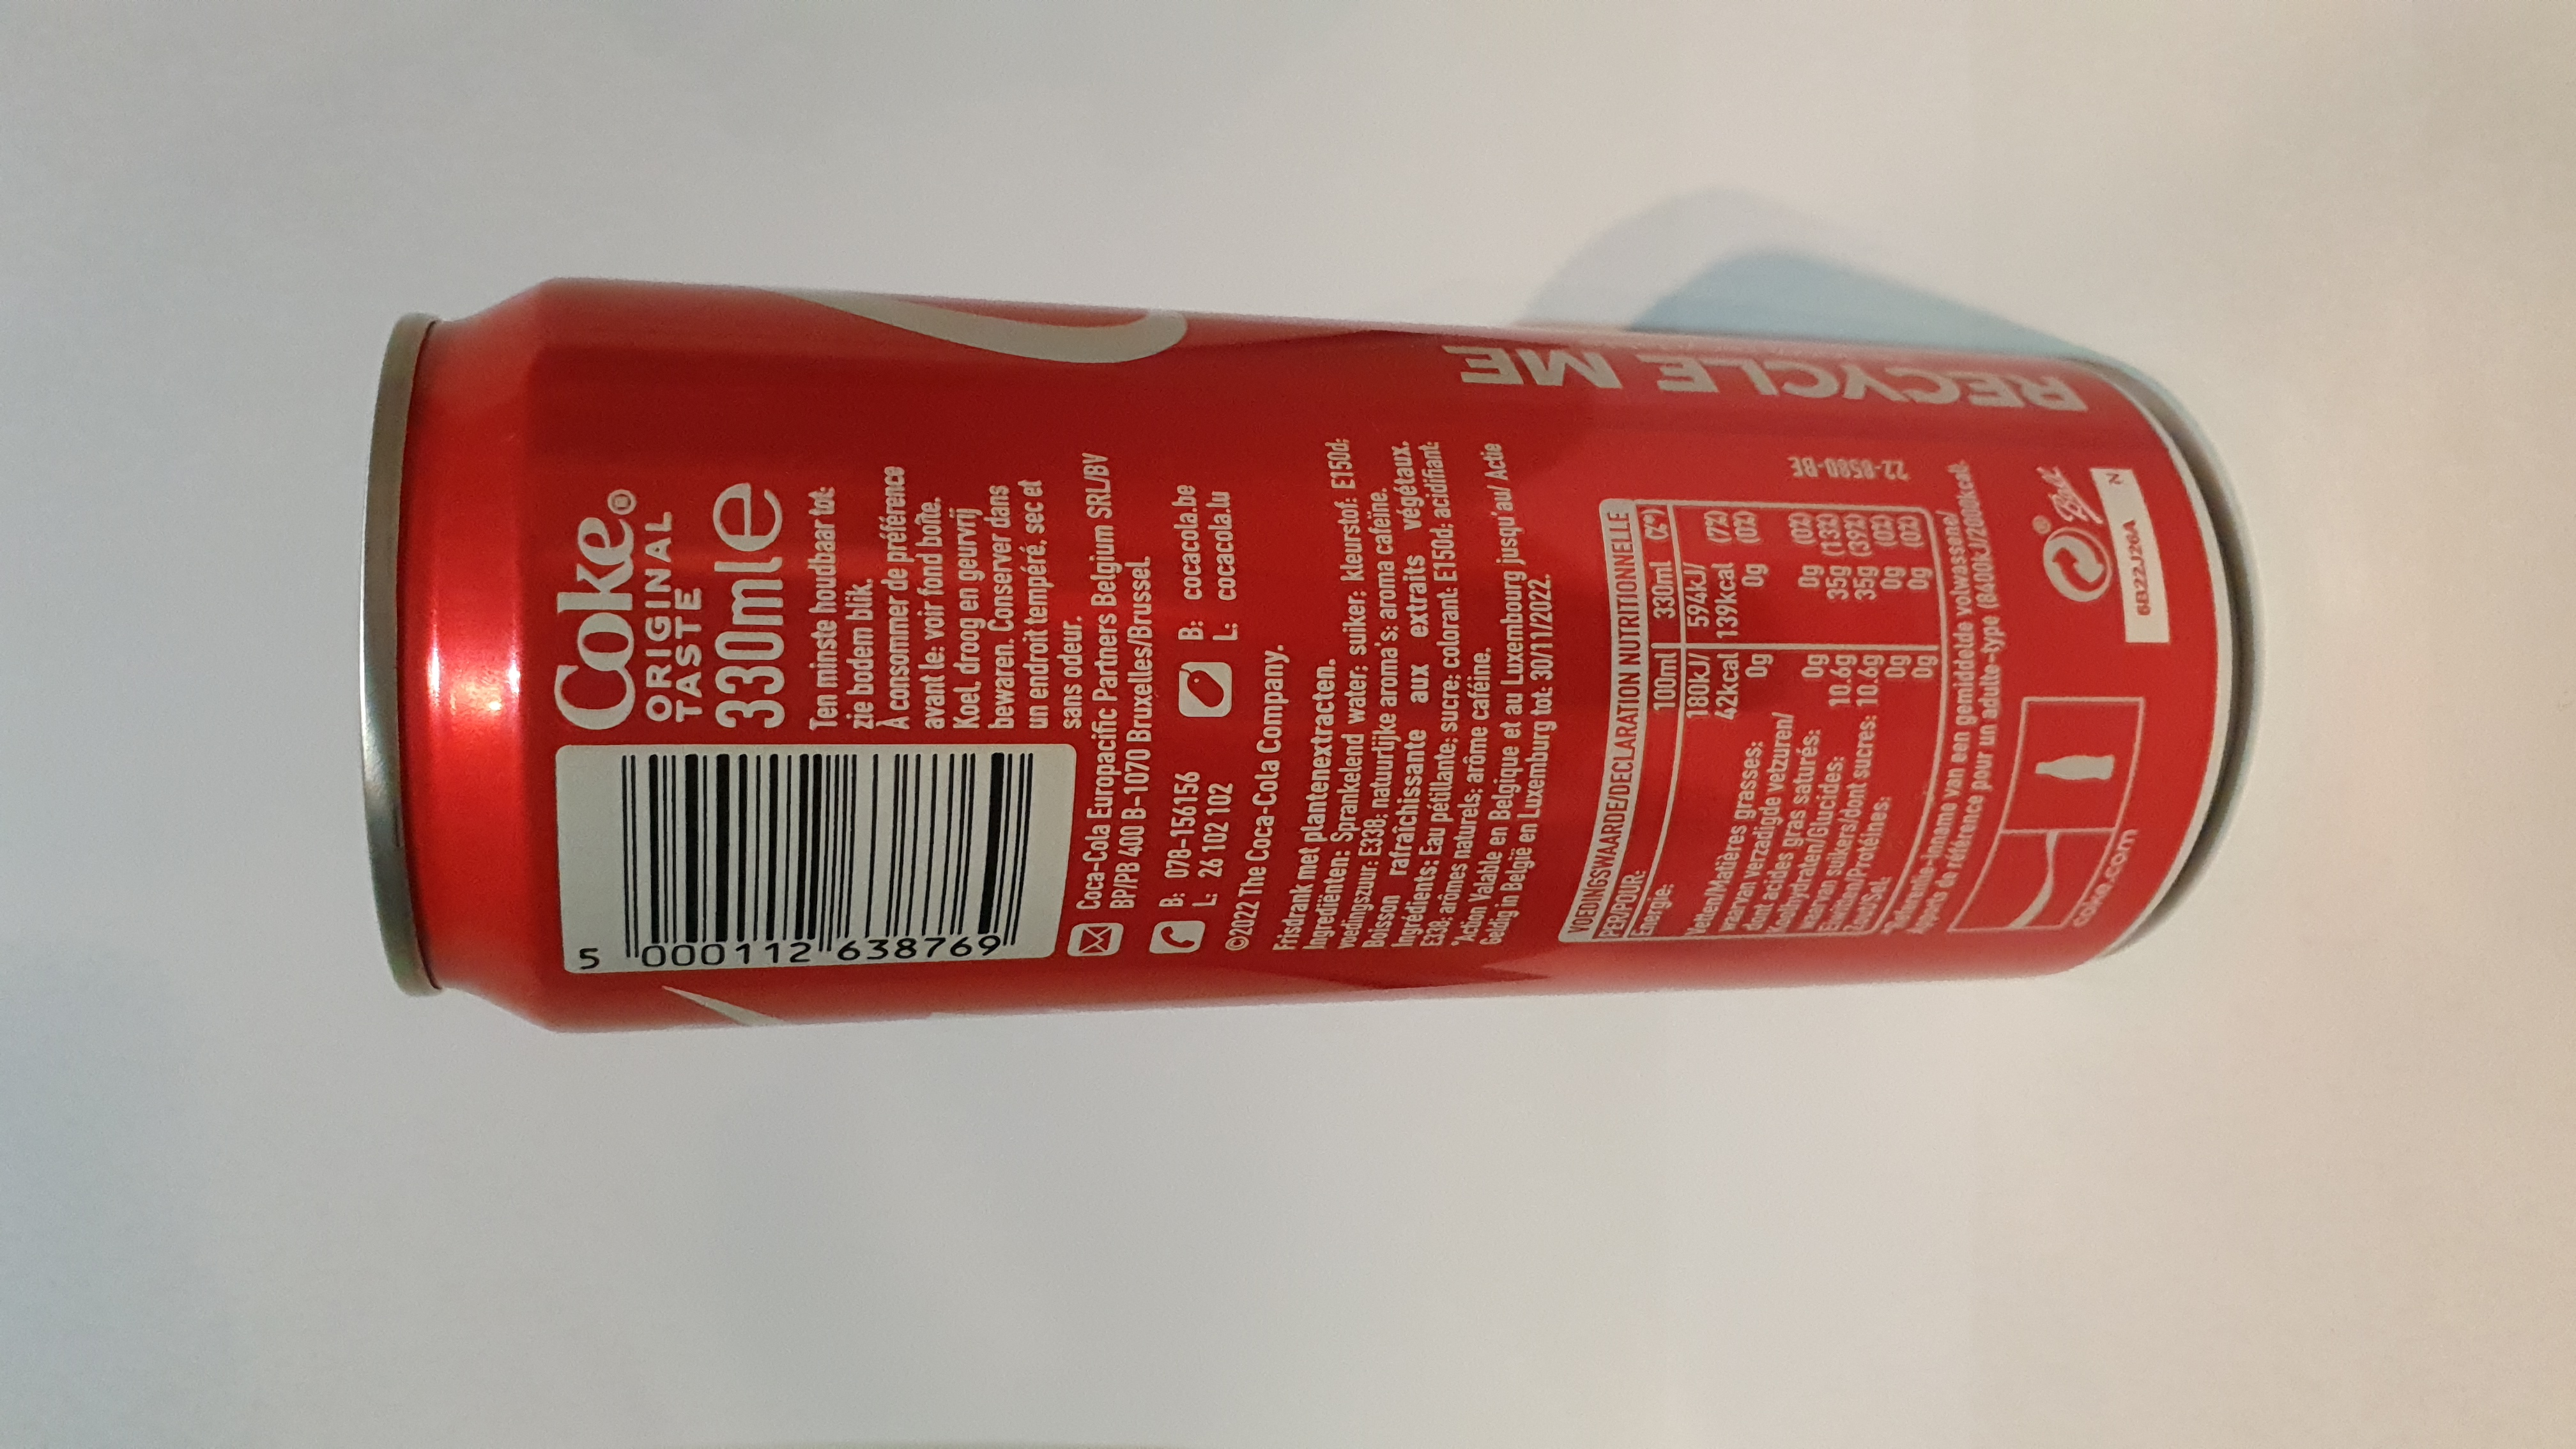 5 000112 638769
Coke®
ORIGINAL
TASTE
330ml e
Ten minste houdbaar tot:
zie bodem blik.
À consommer de préférence
avant le: voir fond boîte.
Koel, droog en geurvrij
bewaren. Conserver dans
un endroit tempéré, sec et
sans odeur.
Coca-Cola Europacific Partners Belgium SRL/BV
BP/PB 400 B-1070 Bruxelles/Brussel.
B: 078-156156
L: 26 102 102
B: cocacola.be
L: cocacola.lu
©2022 The Coca-Cola Company.
Frisdrank met plantenextracten.
Ingrediënten: Sprankelend water; suiker; kleurstof: E150d;
voedingszuur: E338; natuurlijke aroma's; aroma cafeïne.
Boisson rafraîchissante aux extraits végétaux.
Ingrédients: Eau pétillante; sucre; colorant: E150d; acidifiant:
E338; arômes naturels; arôme caféine.
*Action Valable en Belgique et au Luxembourg jusqu'au/ Actie
Geldig in België en Luxemburg tot: 30/11/2022.
VOEDINGSWAARDE/DECLARATION NUTRITIONNELLE
PER/POUR: 100ml 330ml (%*)
Energie: 180kJ/ 594kJ/
42kcal 139kcal (7%)
Vetten/Matières grasses: 0g 0g (0%)
waarvan verzadigde vetzuren/
dont acides gras saturés: 0g 0g (0%)
Koolhydraten/Glucides: 10.6g 35g (13%)
waarvan suikers/dont sucres: 10.6g 35g (39%)
Eiwitten/Protéines: 0g 0g (0%)
Zout/Sel: 0g 0g (0%)
*Referentie-inname van een gemiddelde volwassene/
Apports de référence pour un adulte-type (8400kJ/2000kcal).
22-0580-BE
RECYCLE ME
coke.com
Ball
6B22J26A N